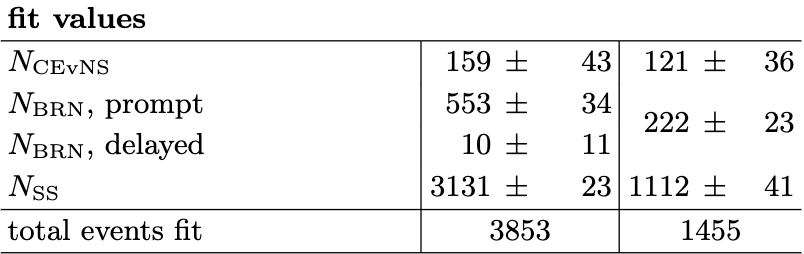 fit values
N_CEvNS 159 ± 43 121 ± 36
N_BRN, prompt 553 ± 34 222 ± 23
N_BRN, delayed 10 ± 11
N_SS 3131 ± 23 1112 ± 41
total events fit 3853 1455